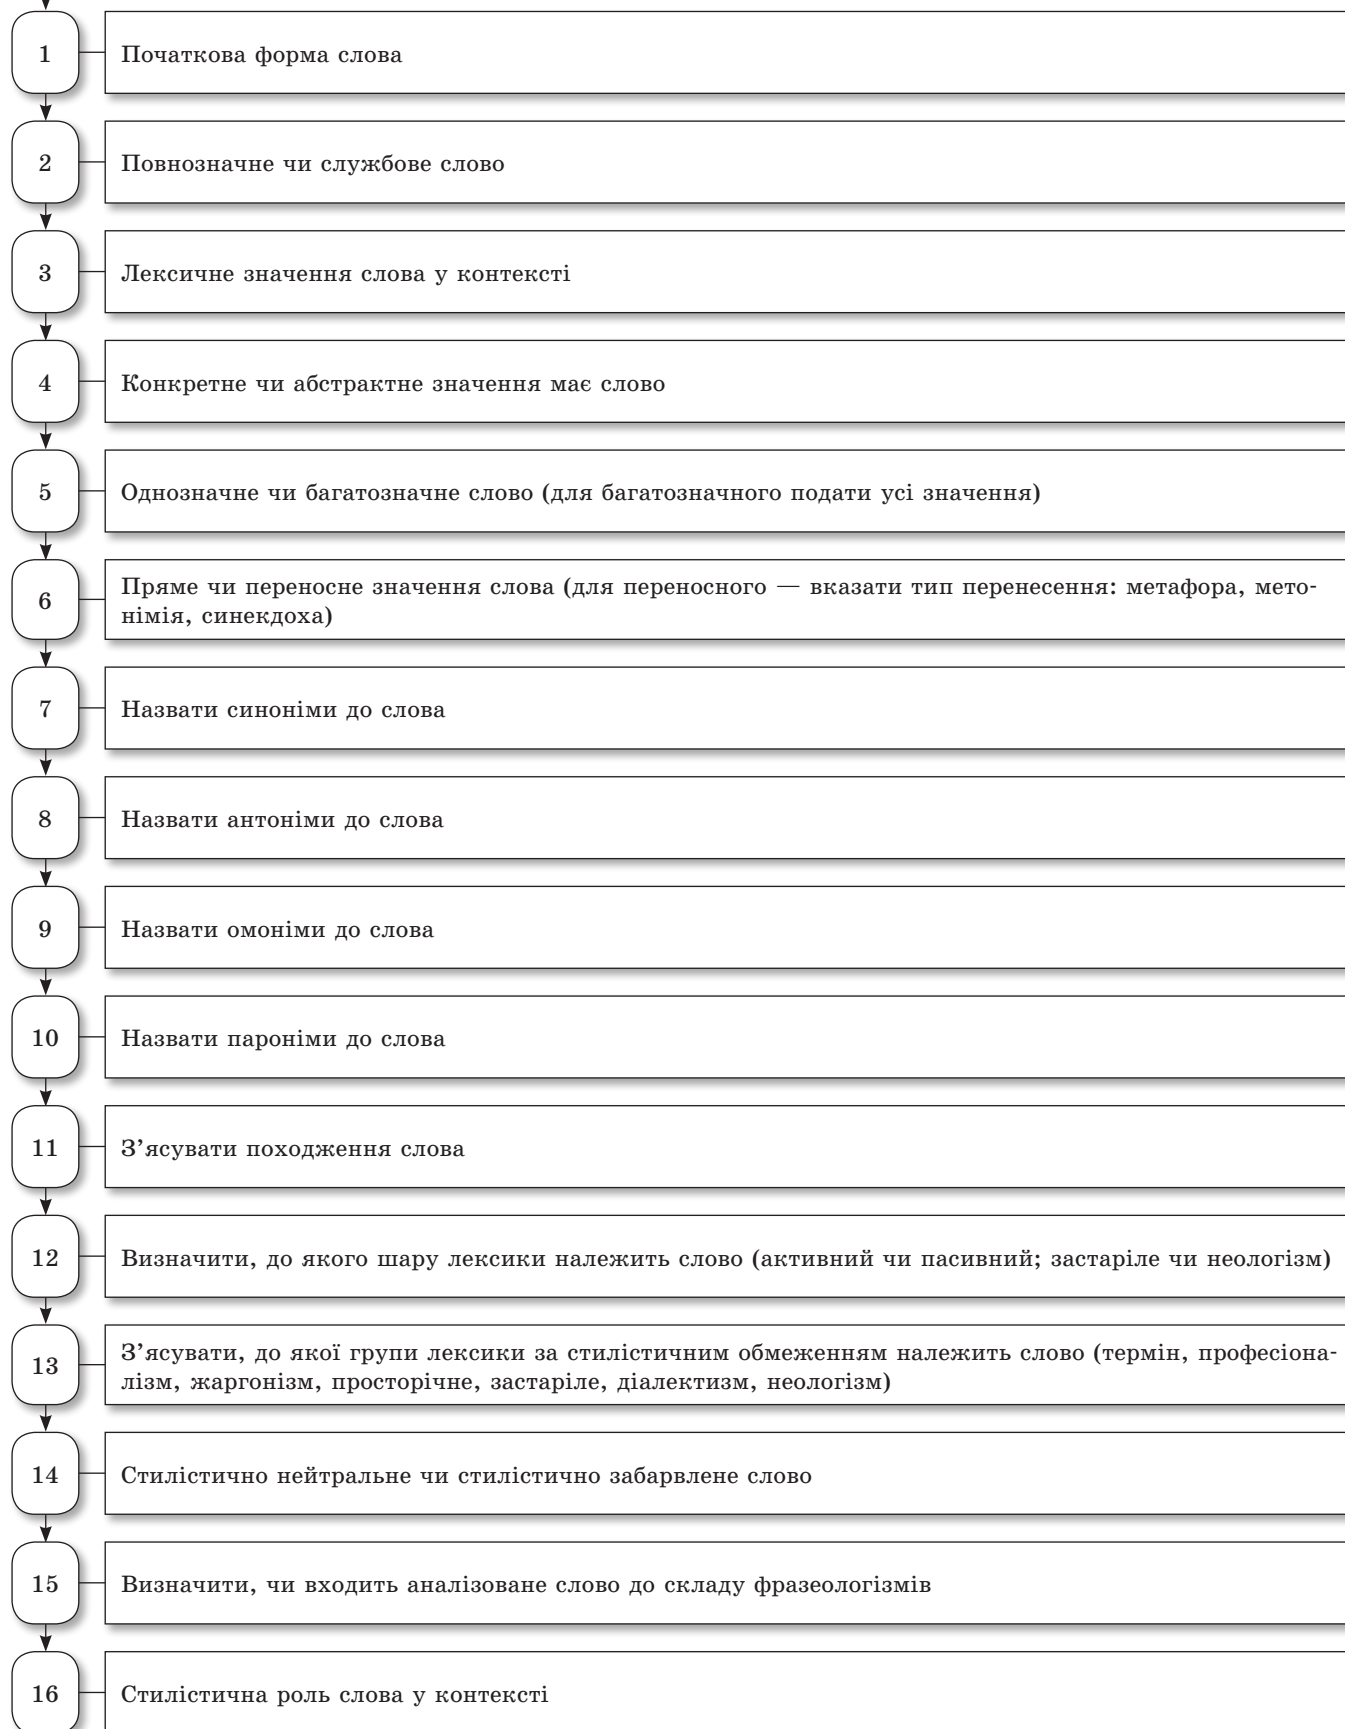 1
Початкова форма слова
2
Повнозначне чи службове слово
3
Лексичне значення слова у контексті
4
Конкретне чи абстрактне значення має слово
5
Однозначне чи багатозначне слово (для багатозначного подати усі значення)
6
Пряме чи переносне значення слова (для переносного — вказати тип перенесення: метафора, мето-
німія, синекдоха)
7
Назвати синоніми до слова
8
Назвати антоніми до слова
9
Назвати омоніми до слова
10
Назвати пароніми до слова
11
З’ясувати походження слова
12
Визначити, до якого шару лексики належить слово (активний чи пасивний; застаріле чи неологізм)
13
З’ясувати, до якої групи лексики за стилістичним обмеженням належить слово (термін, професіона-
лізм, жаргонізм, просторічне, застаріле, діалектизм, неологізм)
14
Стилістично нейтральне чи стилістично забарвлене слово
15
Визначити, чи входить аналізоване слово до складу фразеологізмів
16
Стилістична роль слова у контексті